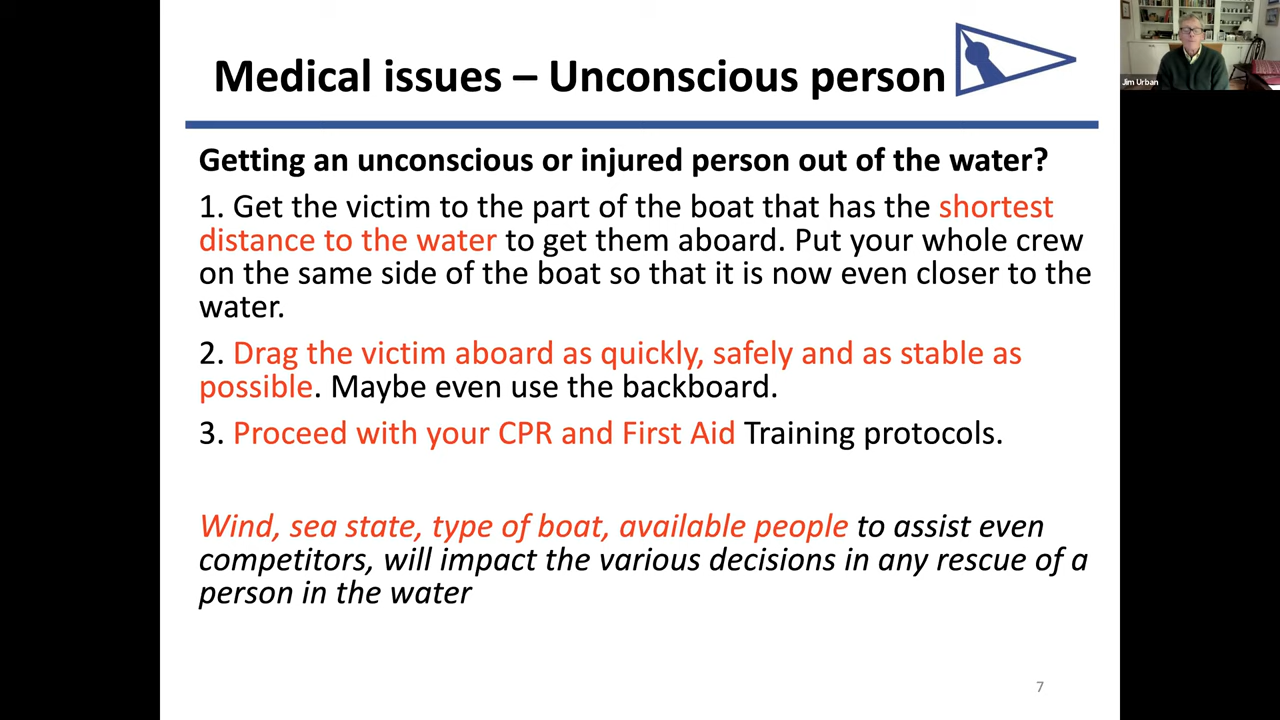 Medical issues – Unconscious person
Jim Urban
Getting an unconscious or injured person out of the water?
1. Get the victim to the part of the boat that has the shortest
distance to the water to get them aboard. Put your whole crew
on the same side of the boat so that it is now even closer to the
water.
2. Drag the victim aboard as quickly, safely and as stable as
possible. Maybe even use the backboard.
3. Proceed with your CPR and First Aid Training protocols.
Wind, sea state, type of boat, available people to assist even
competitors, will impact the various decisions in any rescue of a
person in the water
7